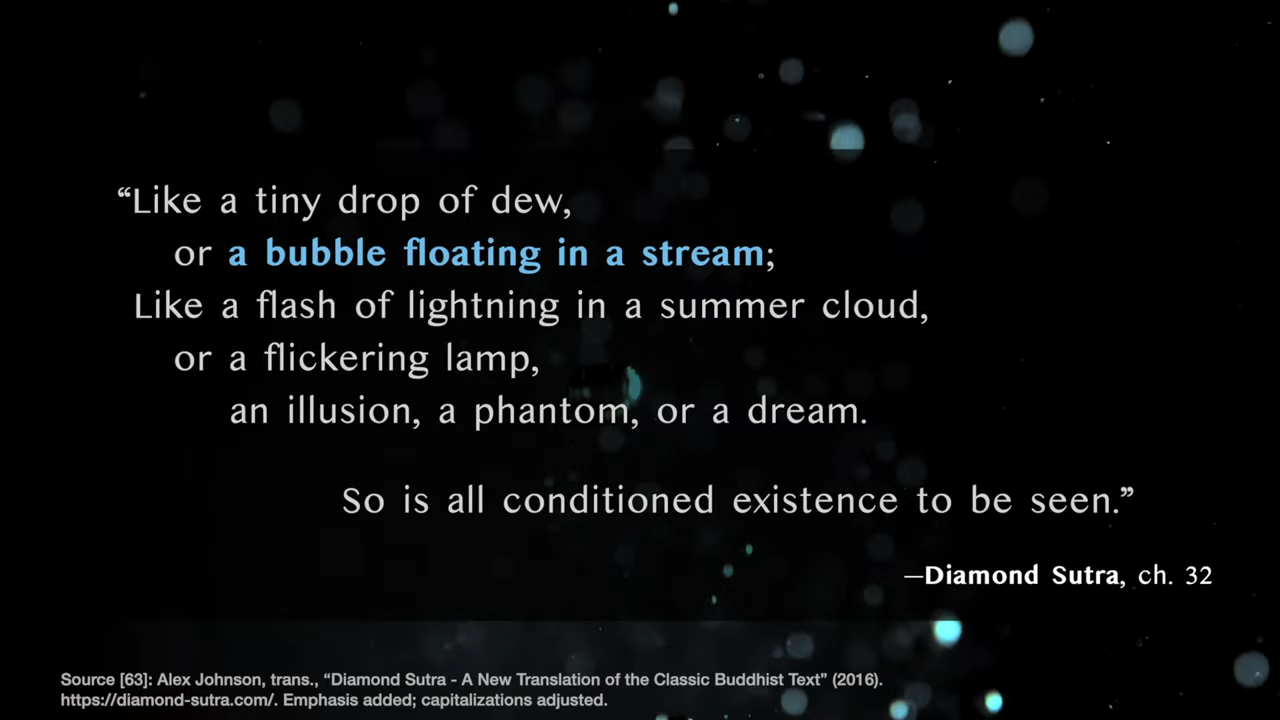 “Like a tiny drop of dew,
or a bubble floating in a stream;
Like a flash of lightning in a summer cloud,
or a flickering lamp,
an illusion, a phantom, or a dream.
So is all conditioned existence to be seen.”
—Diamond Sutra, ch. 32
Source [63]: Alex Johnson, trans., “Diamond Sutra - A New Translation of the Classic Buddhist Text” (2016).
https://diamond-sutra.com/. Emphasis added; capitalizations adjusted.